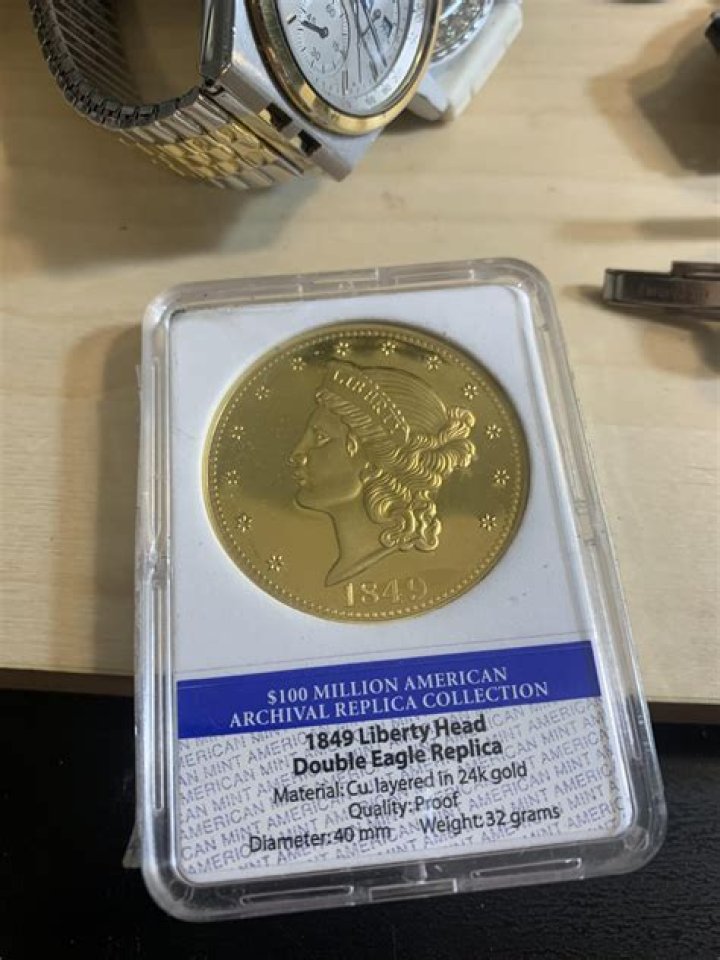 60
LIBERTY
1849
$100 MILLION AMERICAN
ARCHIVAL REPLICA COLLECTION
1849 Liberty Head
Double Eagle Replica
Material: Cu. layered in 24k gold
Quality: Proof
Diameter: 40 mm Weight: 32 grams